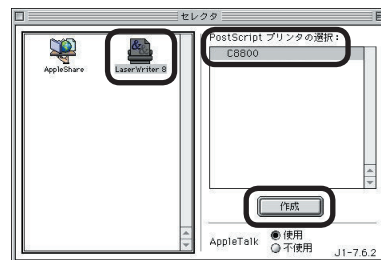 セレクタ
AppleShare
LaserWriter 8
PostScript プリンタの選択：
C8800
作成
AppleTalk
使用
不使用
J1-7.6.2